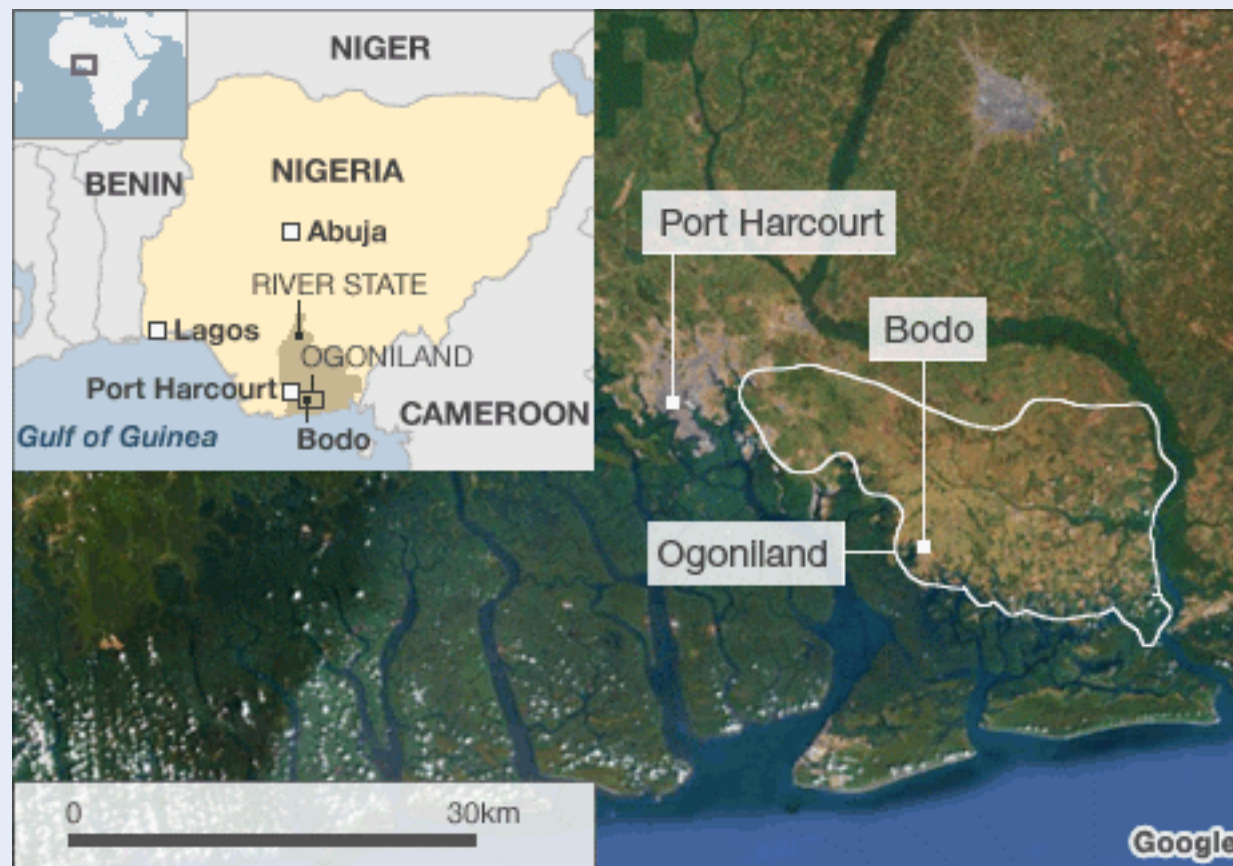 NIGER
BENIN
NIGERIA
Abuja
RIVER STATE
Lagos
OGONILAND
Port Harcourt
CAMEROON
Gulf of Guinea
Bodo
Port Harcourt
Bodo
Ogoniland
0 30km
Google